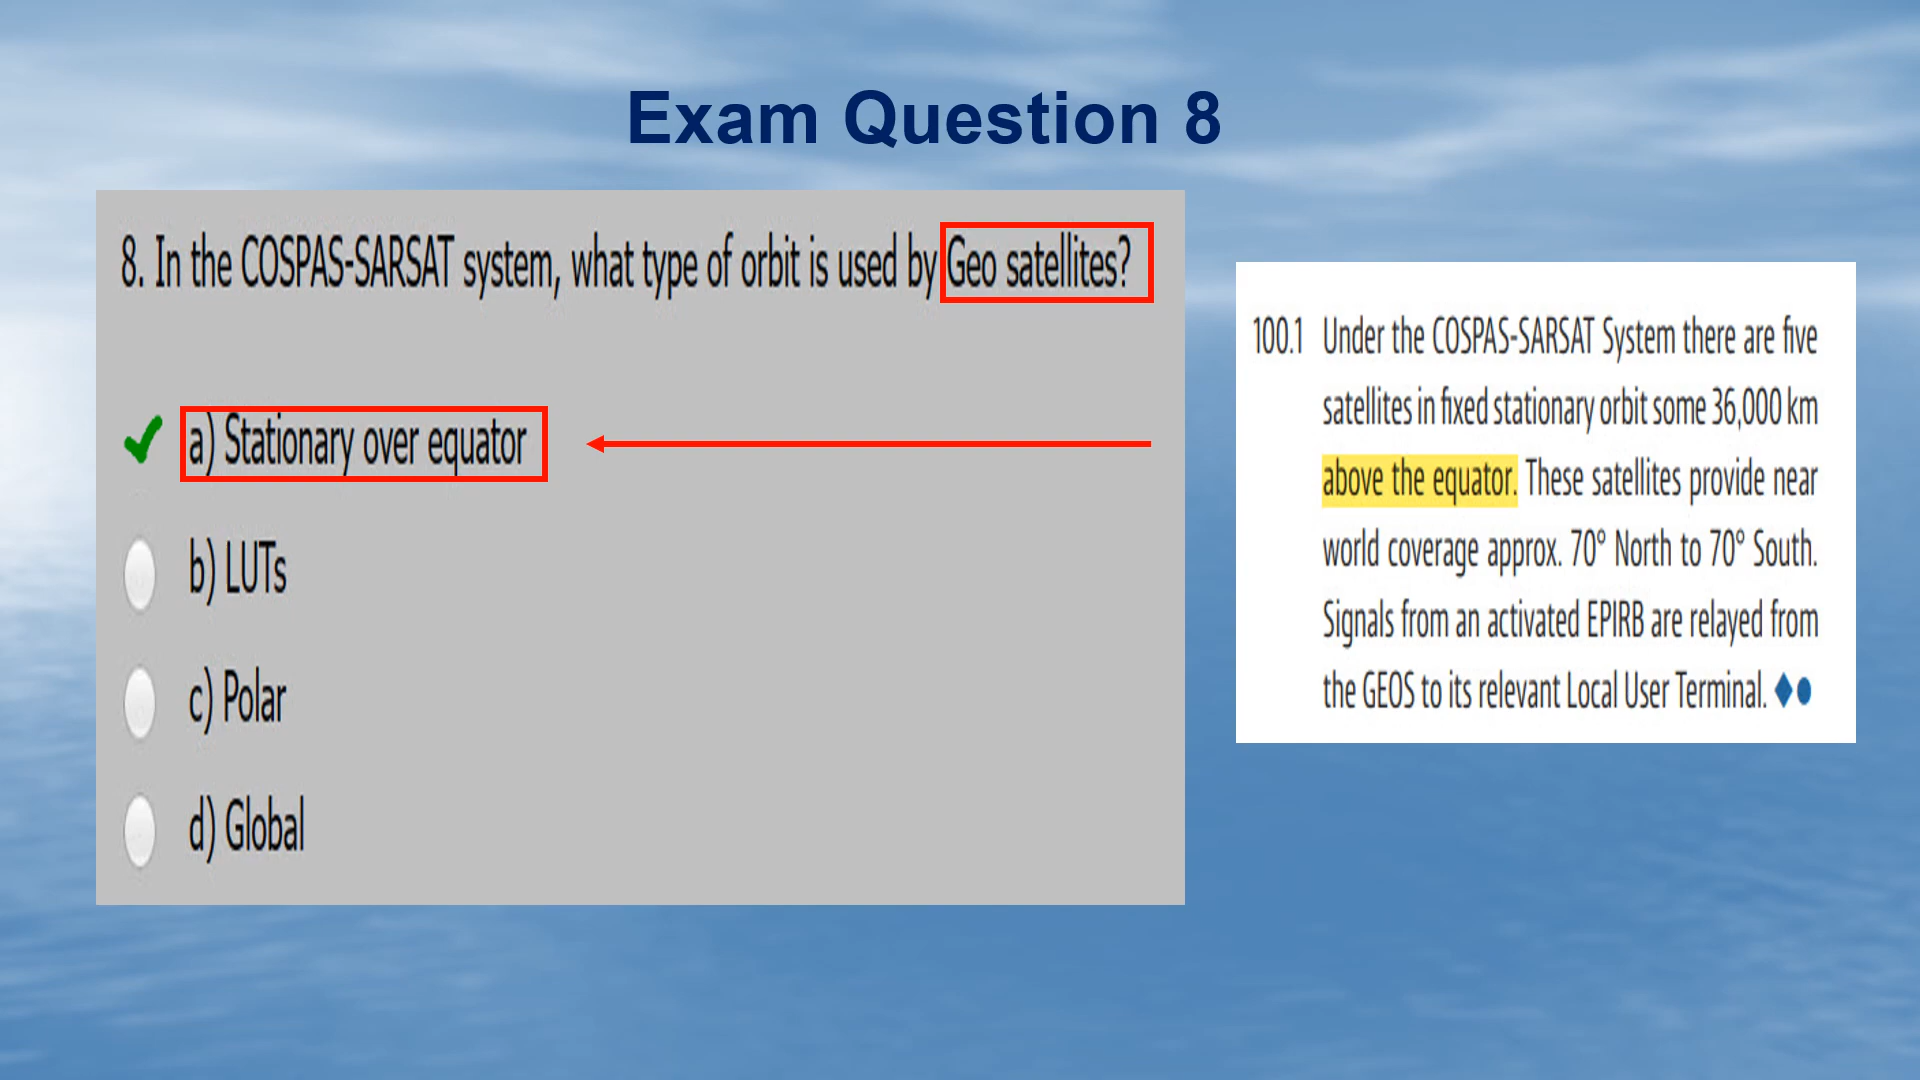 Exam Question 8
8. In the COSPAS-SARSAT system, what type of orbit is used by Geo satellites?
a) Stationary over equator
b) LUTs
c) Polar
d) Global
100.1 Under the COSPAS-SARSAT System there are five
satellites in fixed stationary orbit some 36,000 km
above the equator. These satellites provide near
world coverage approx. 70° North to 70° South.
Signals from an activated EPIRB are relayed from
the GEOS to its relevant Local User Terminal.